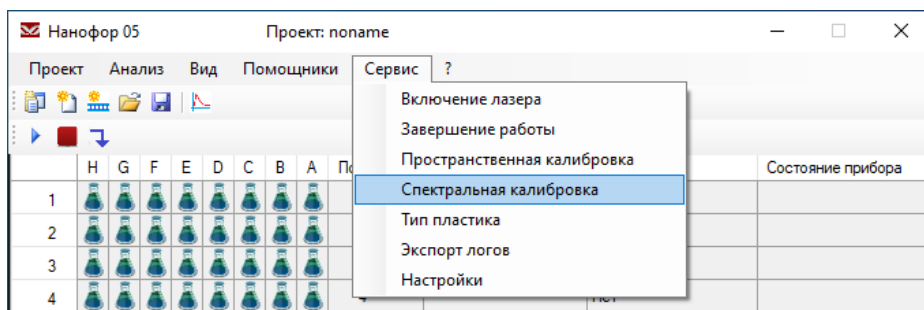 Нанофор 05 Проект: noname
Проект Анализ Вид Помощники Сервис ?
Включение лазера
Завершение работы
Пространственная калибровка
Спектральная калибровка
Тип пластика
Экспорт логов
Настройки
H G F E D C B A Состояние прибора
1
2
3
4 4